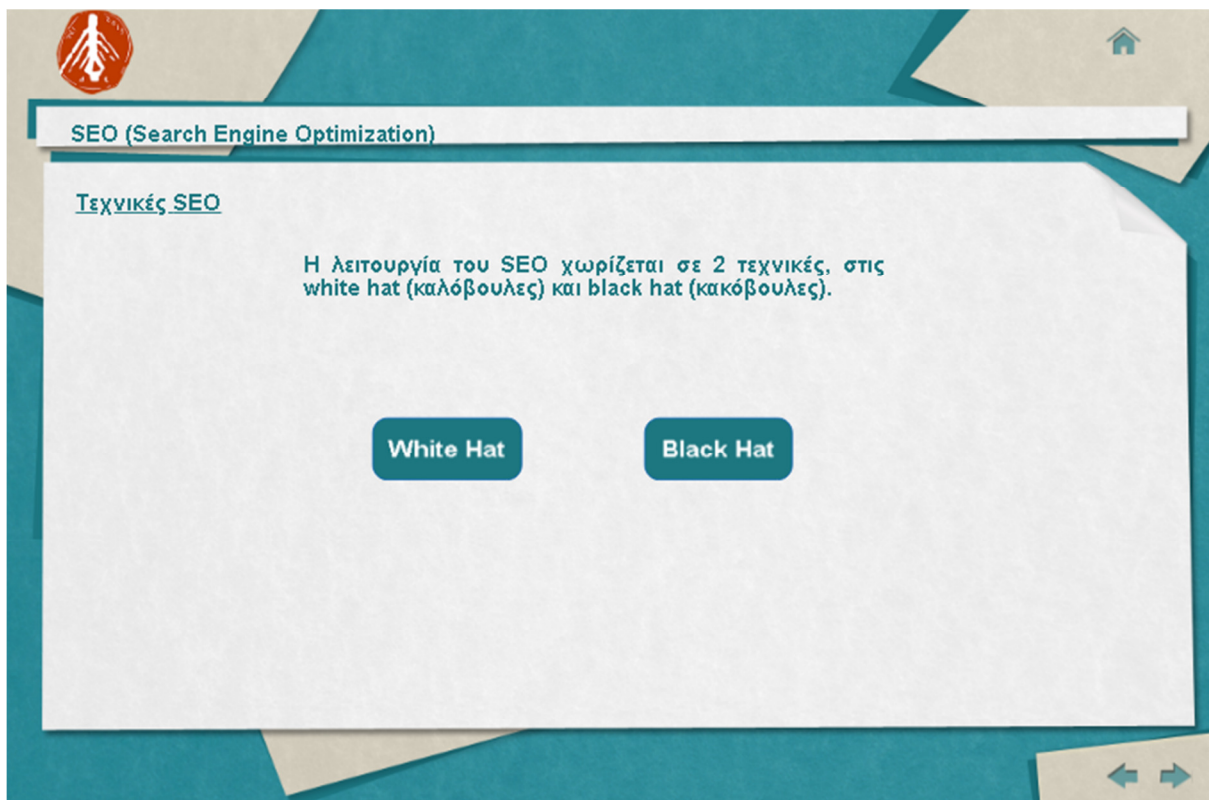 SEO (Search Engine Optimization)
Τεχνικές SEO
Η λειτουργία του SEO χωρίζεται σε 2 τεχνικές, στις
white hat (καλόβουλες) και black hat (κακόβουλες).
White Hat
Black Hat